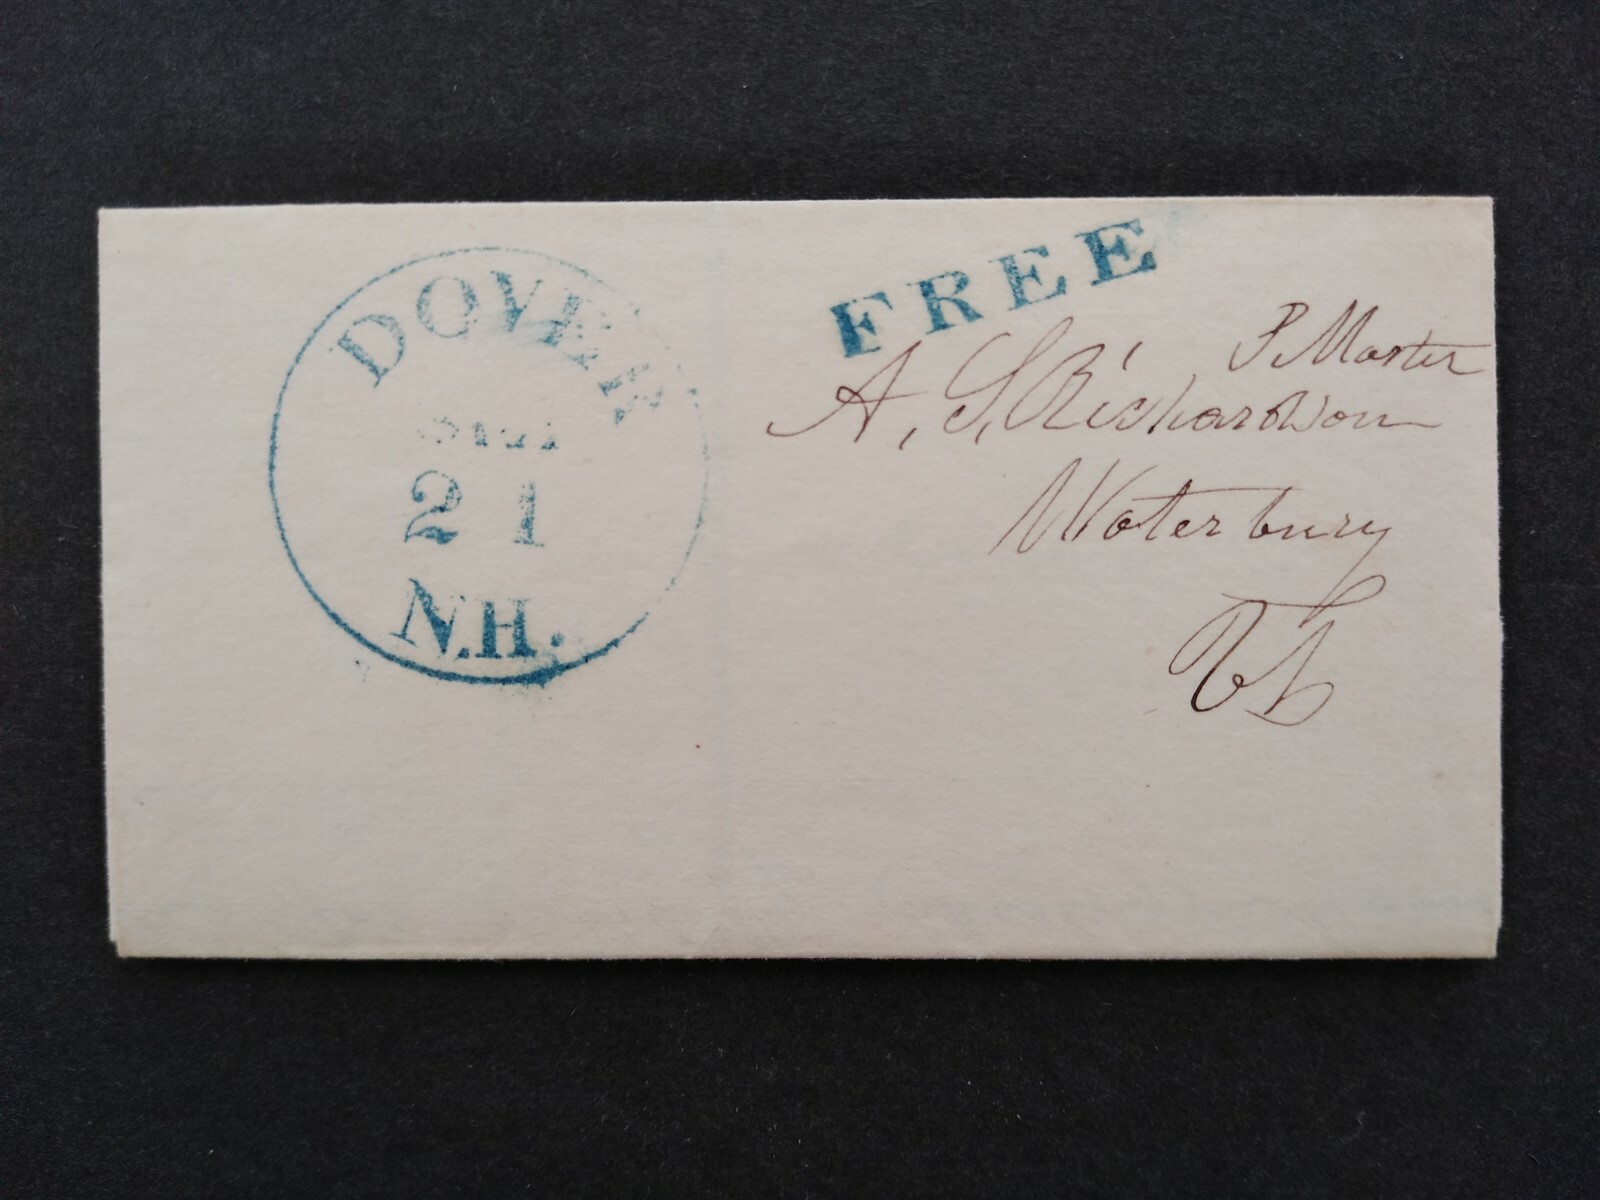 DOVER
21
N.H.
FREE
P. Master
A. S. Richardson
Waterbury
Vt